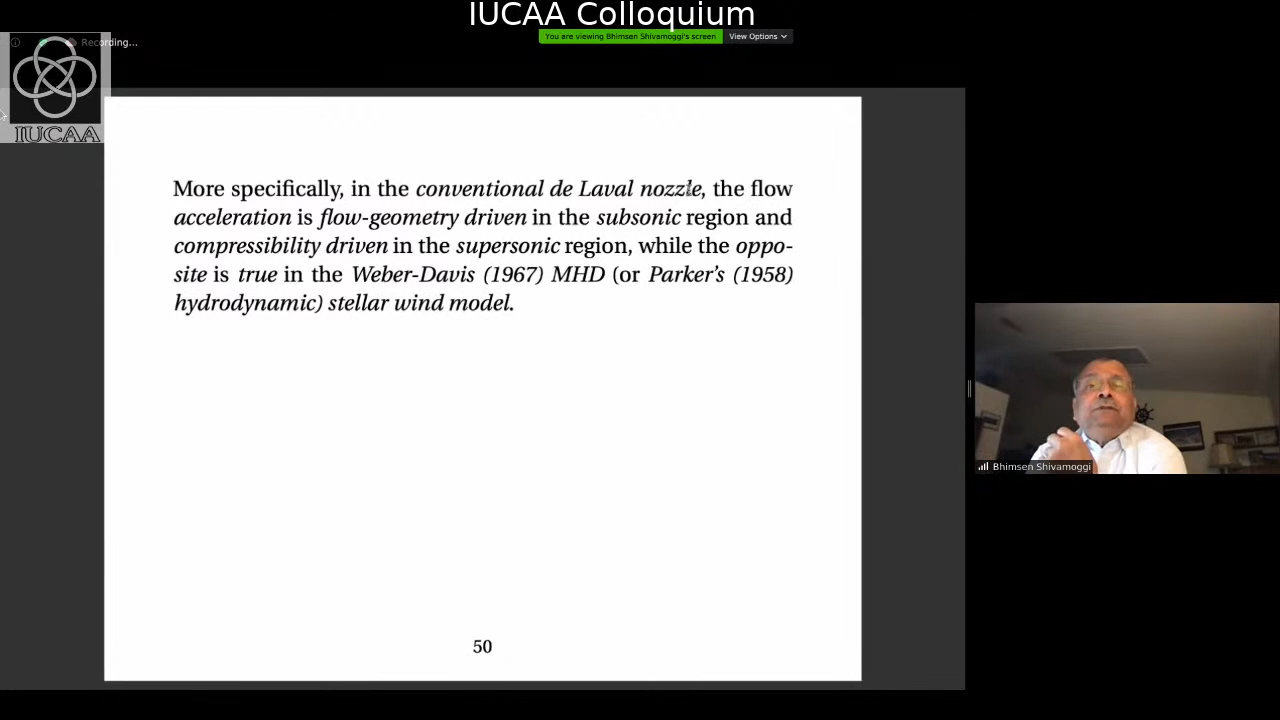 IUCAA Colloquium
You are viewing Bhimsen Shivamoggi's screen
View Options
Recording...
IUCAA
More specifically, in the conventional de Laval nozzle, the flow
acceleration is flow-geometry driven in the subsonic region and
compressibility driven in the supersonic region, while the oppo-
site is true in the Weber-Davis (1967) MHD (or Parker's (1958)
hydrodynamic) stellar wind model.
50
Bhimsen Shivamoggi